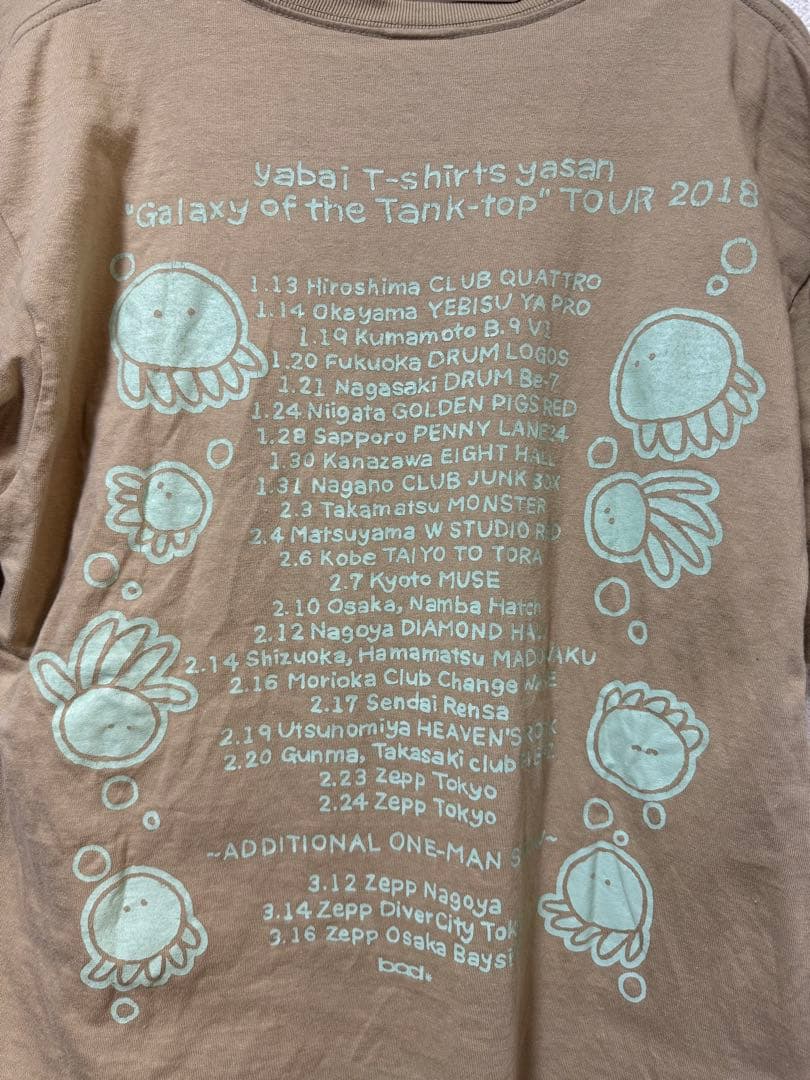 yabai T-shirts yasan
"Galaxy of the Tank-top" TOUR 2018
1.13 Hiroshima CLUB QUATTRO
1.14 Okayama YEBISU YA PRO
1.19 Kumamoto B.9 V1
1.20 Fukuoka DRUM LOGOS
1.21 Nagasaki DRUM Be-7
1.24 Niigata GOLDEN PIGS RED
1.28 Sapporo PENNY LANE24
1.30 Kanazawa EIGHT HALL
1.31 Nagano CLUB JUNK BOX
2.3 Takamatsu MONSTER
2.4 Matsuyama W STUDIO RED
2.6 Kobe TAIYO TO TORA
2.7 Kyoto MUSE
2.10 Osaka, Namba Hatch
2.12 Nagoya DIAMOND HALL
2.14 Shizuoka, Hamamatsu MADOWAKU
2.16 Morioka Club Change
2.17 Sendai Rensa
2.19 Utsunomiya HEAVEN'S
2.20 Gunma, Takasaki club
2.23 Zepp Tokyo
2.24 Zepp Tokyo
~ADDITIONAL ONE-MAN
3.12 Zepp Nagoya
3.14 Zepp DiverCity
3.16 Zepp Osaka
bad*